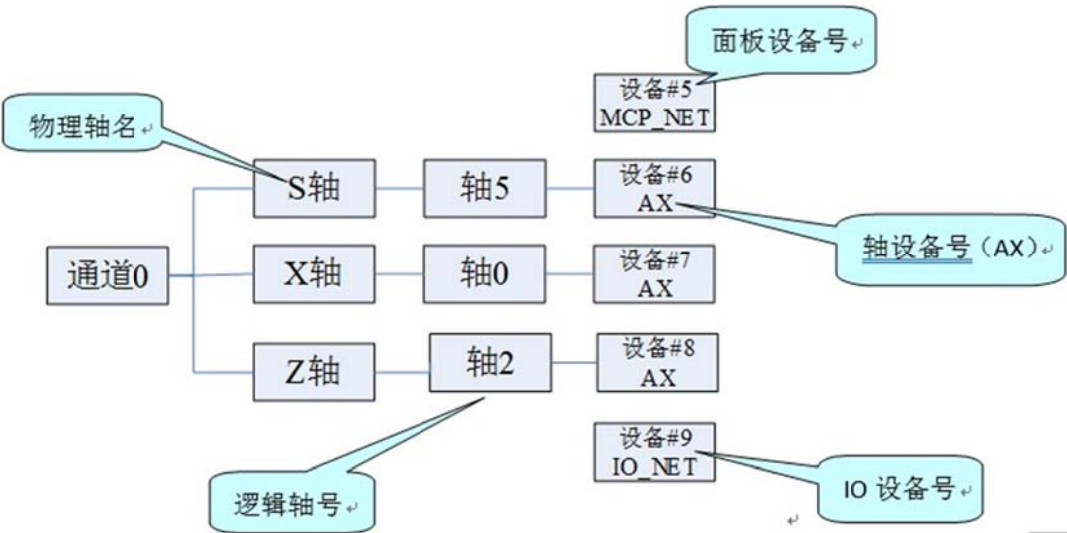 面板设备号
设备#5
MCP_NET
物理轴名
S轴
轴5
设备#6
AX
轴设备号（AX）
通道0
X轴
轴0
设备#7
AX
Z轴
轴2
设备#8
AX
设备#9
IO_NET
逻辑轴号
IO 设备号